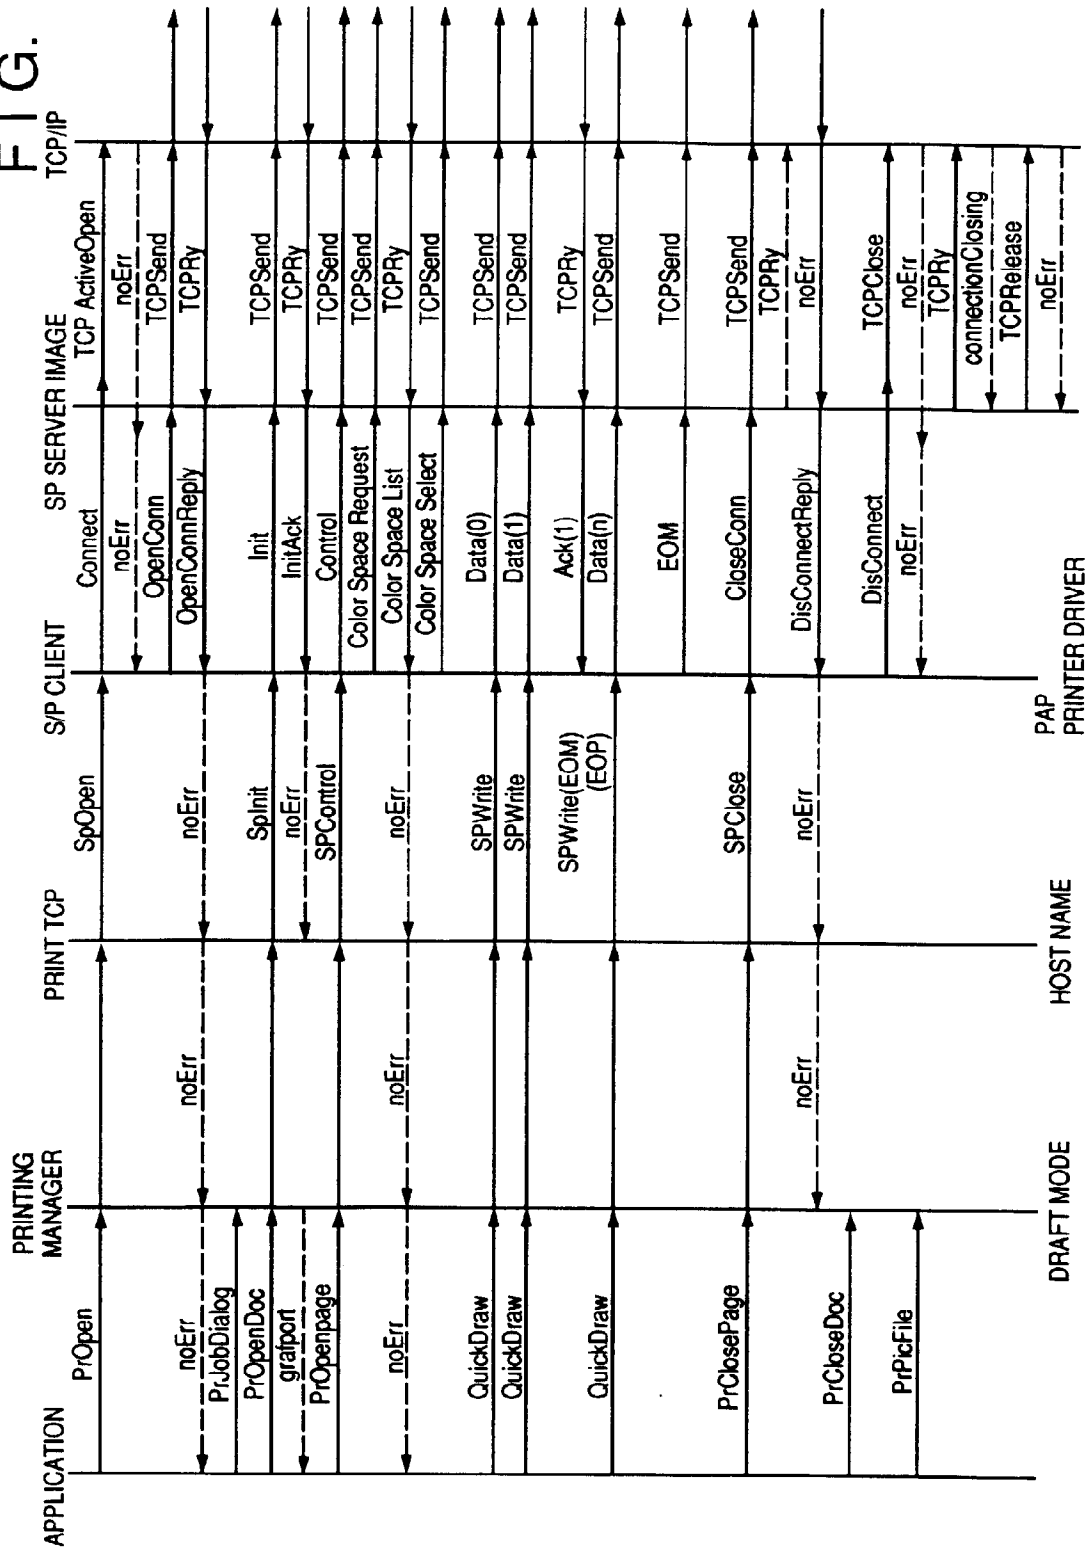 FIG.
APPLICATION
PRINTING
MANAGER
PRINT TCP
S/P CLIENT
SP SERVER IMAGE
TCP/IP
PrOpen
SpOpen
Connect
TCP ActiveOpen
noErr
noErr
OpenConn
TCPSend
noErr
noErr
noErr
OpenConnReply
TCPRy
PrJobDialog
PrOpenDoc
SpInit
Init
TCPSend
grafport
noErr
InitAck
TCPRy
PrOpenpage
SPControl
Control
TCPSend
Color Space Request
TCPSend
noErr
noErr
noErr
Color Space List
TCPRy
Color Space Select
TCPSend
QuickDraw
SPWrite
Data(0)
TCPSend
QuickDraw
SPWrite
Data(1)
TCPSend
Ack(1)
TCPRy
QuickDraw
SPWrite(EOM)
(EOP)
Data(n)
TCPSend
EOM
TCPSend
PrClosePage
SPClose
CloseConn
TCPSend
TCPRy
noErr
noErr
DisConnectReply
noErr
PrCloseDoc
DisConnect
TCPClose
PrPicFile
noErr
noErr
TCPRy
connectionClosing
TCPRelease
noErr
DRAFT MODE
HOST NAME
PAP
PRINTER DRIVER